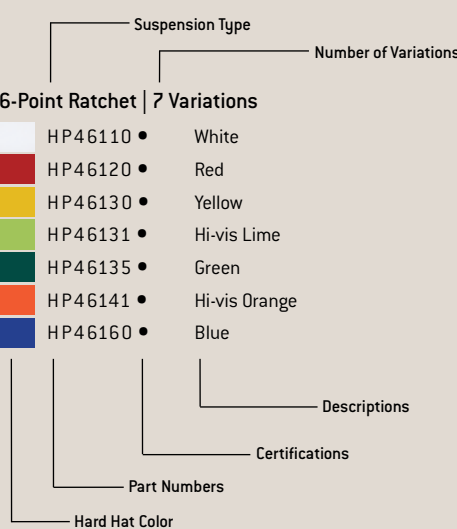 Suspension Type
Number of Variations
6-Point Ratchet | 7 Variations
HP46110 • White
HP46120 • Red
HP46130 • Yellow
HP46131 • Hi-vis Lime
HP46135 • Green
HP46141 • Hi-vis Orange
HP46160 • Blue
Descriptions
Certifications
Part Numbers
Hard Hat Color